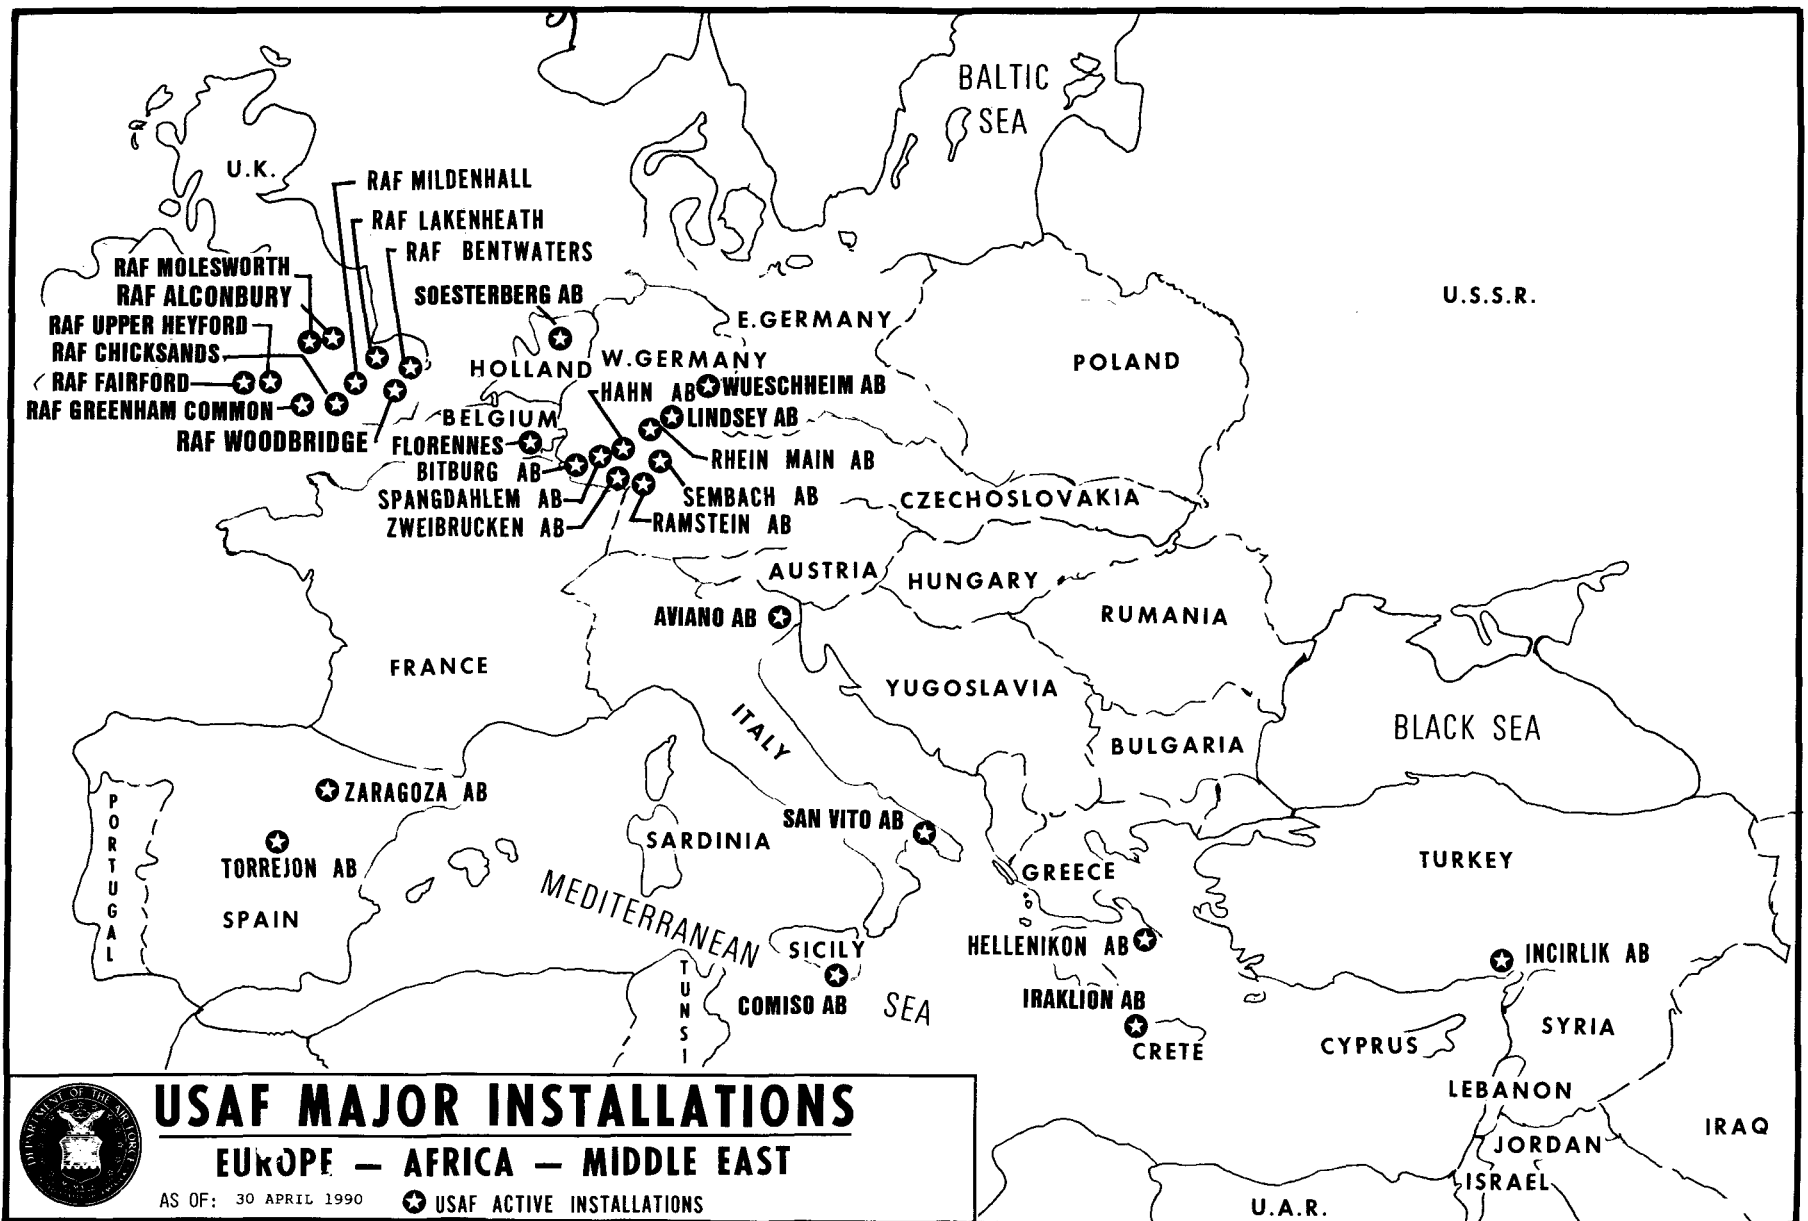 BALTIC
SEA
U.K.
RAF MILDENHALL
RAF LAKENHEATH
RAF BENTWATERS
RAF MOLESWORTH
RAF ALCONBURY
SOESTERBERG AB
U.S.S.R.
RAF UPPER HEYFORD
E.GERMANY
RAF CHICKSANDS
HOLLAND
W.GERMANY
POLAND
RAF FAIRFORD
HAHN AB
WUESCHHEIM AB
RAF GREENHAM COMMON
BELGIUM
LINDSEY AB
RAF WOODBRIDGE
FLORENNES
BITBURG AB
RHEIN MAIN AB
SPANGDAHLEM AB
SEMBACH AB
CZECHOSLOVAKIA
ZWEIBRUCKEN AB
RAMSTEIN AB
AUSTRIA
HUNGARY
AVIANO AB
RUMANIA
FRANCE
YUGOSLAVIA
ITALY
BLACK SEA
BULGARIA
ZARAGOZA AB
PORTUGAL
SAN VITO AB
SARDINIA
TORREJON AB
GREECE
TURKEY
SPAIN
MEDITERRANEAN
SICILY
HELLENIKON AB
INCIRLIK AB
TUNSI
COMISO AB
SEA
IRAKLION AB
CRETE
CYPRUS
SYRIA
LEBANON
IRAQ
JORDAN
ISRAEL
U.A.R.
DEPARTMENT OF THE AIR FORCE
USAF MAJOR INSTALLATIONS
EUROPE — AFRICA — MIDDLE EAST
AS OF: 30 APRIL 1990
USAF ACTIVE INSTALLATIONS